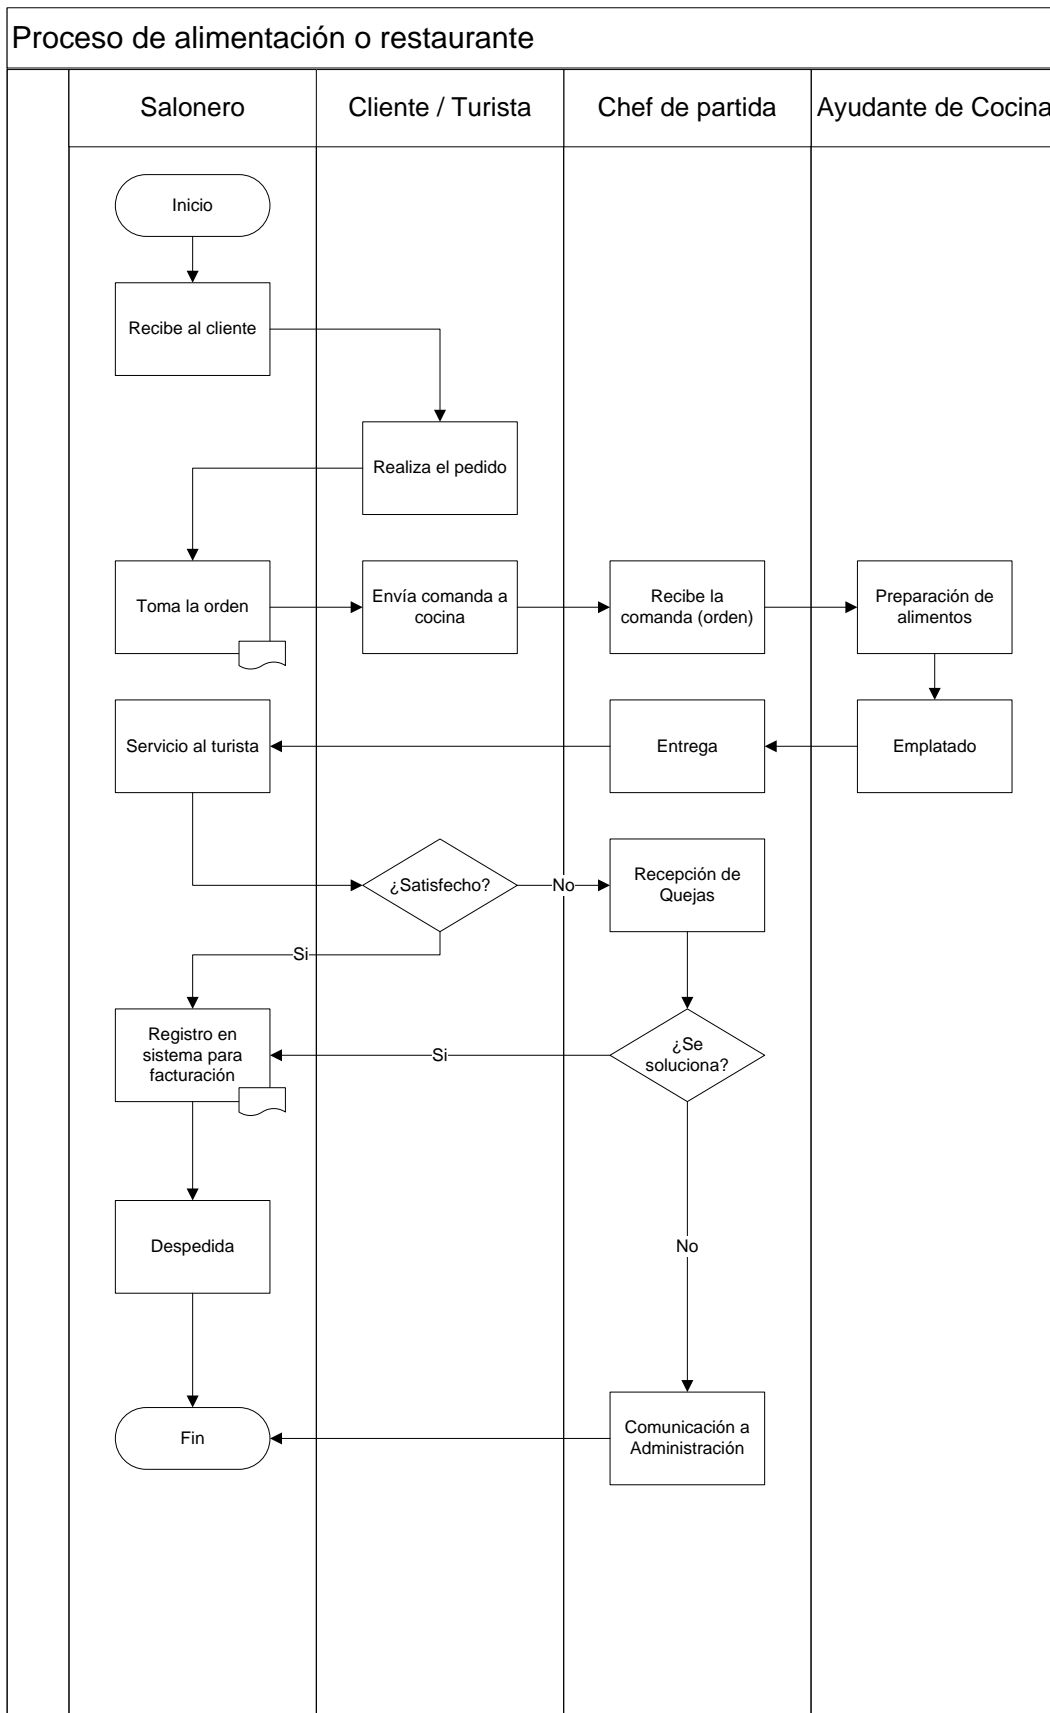 Proceso de alimentación o restaurante
Salonero
Cliente / Turista
Chef de partida
Ayudante de Cocina
Inicio
Recibe al cliente
Realiza el pedido
Toma la orden
Envía comanda a
cocina
Recibe la
comanda (orden)
Preparación de
alimentos
Servicio al turista
Entrega
Emplatado
¿Satisfecho?
No
Recepción de
Quejas
Si
Registro en
sistema para
facturación
Si
¿Se
soluciona?
Despedida
No
Fin
Comunicación a
Administración